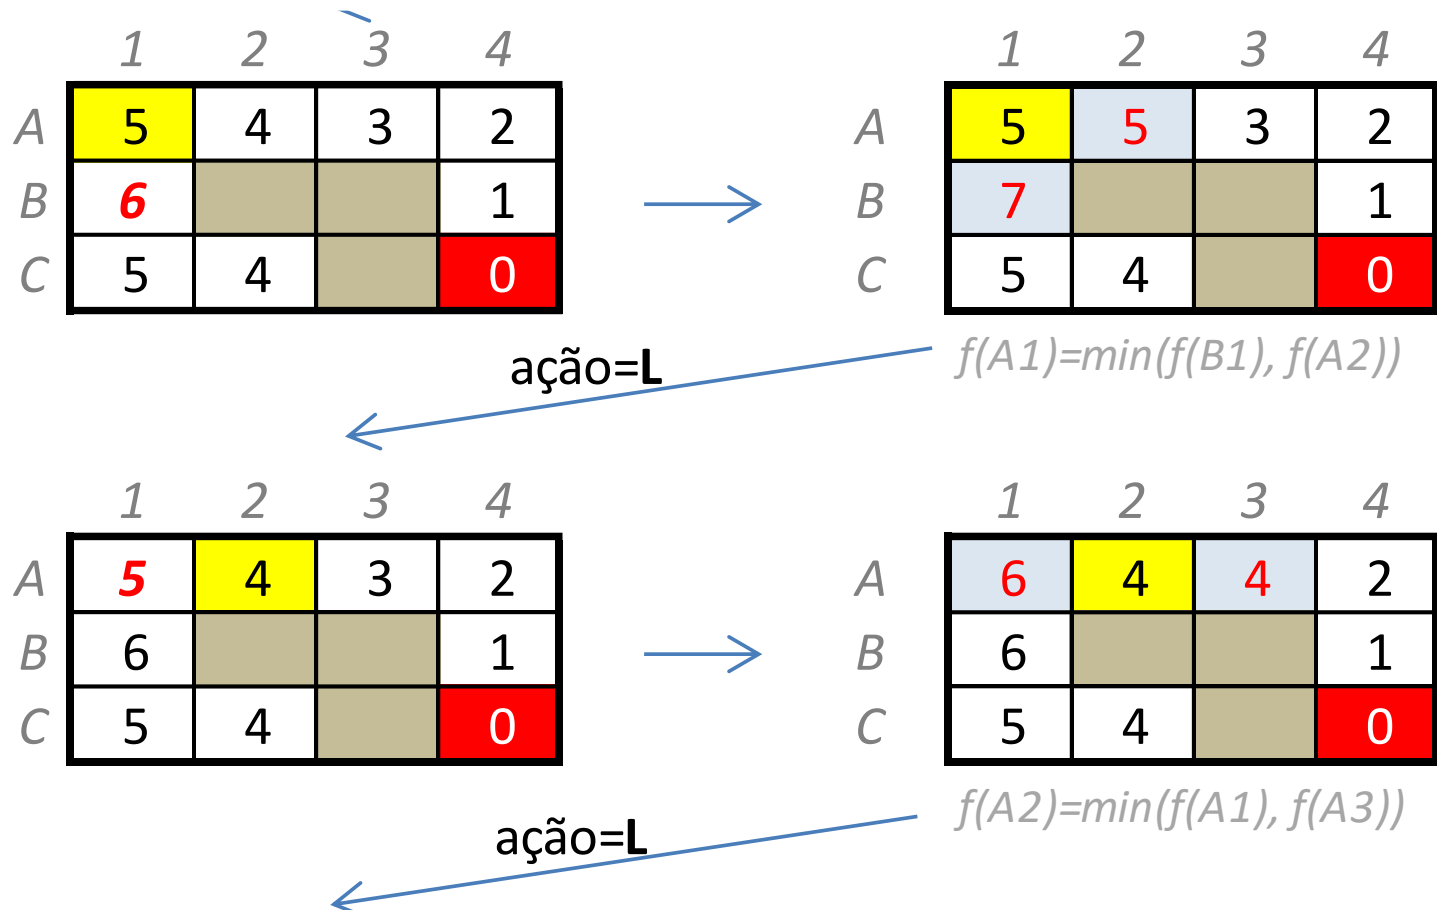 1 2 3 4 1 2 3 4
A 5 4 3 2 A 5 5 3 2
B 6 1 B 7 1
C 5 4 0 C 5 4 0
f(A1)=min(f(B1), f(A2))
ação=L
1 2 3 4 1 2 3 4
A 5 4 3 2 A 6 4 4 2
B 6 1 B 6 1
C 5 4 0 C 5 4 0
f(A2)=min(f(A1), f(A3))
ação=L